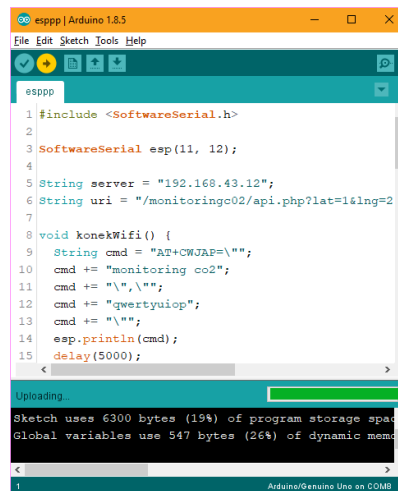 esppp | Arduino 1.8.5
File Edit Sketch Tools Help
esppp
1 #include <SoftwareSerial.h>
2
3 SoftwareSerial esp(11, 12);
4
5 String server = "192.168.43.12";
6 String uri = "/monitoringc02/api.php?lat=1&lng=2
7
8 void konekWifi() {
9 String cmd = "AT+CWJAP=\"";
10 cmd += "monitoring co2";
11 cmd += "\",\"";
12 cmd += "qwertyuiop";
13 cmd += "\"";
14 esp.println(cmd);
15 delay(5000);
Uploading...
Sketch uses 6300 bytes (19%) of program storage spac
Global variables use 547 bytes (26%) of dynamic memo
1 Arduino/Genuino Uno on COM8